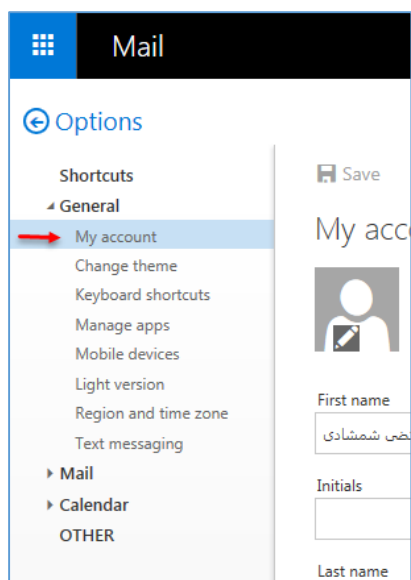 Mail
Options
Shortcuts
General
My account
Change theme
Keyboard shortcuts
Manage apps
Mobile devices
Light version
Region and time zone
Text messaging
Mail
Calendar
OTHER
Save
My acc
First name
شمشادی
Initials
Last name